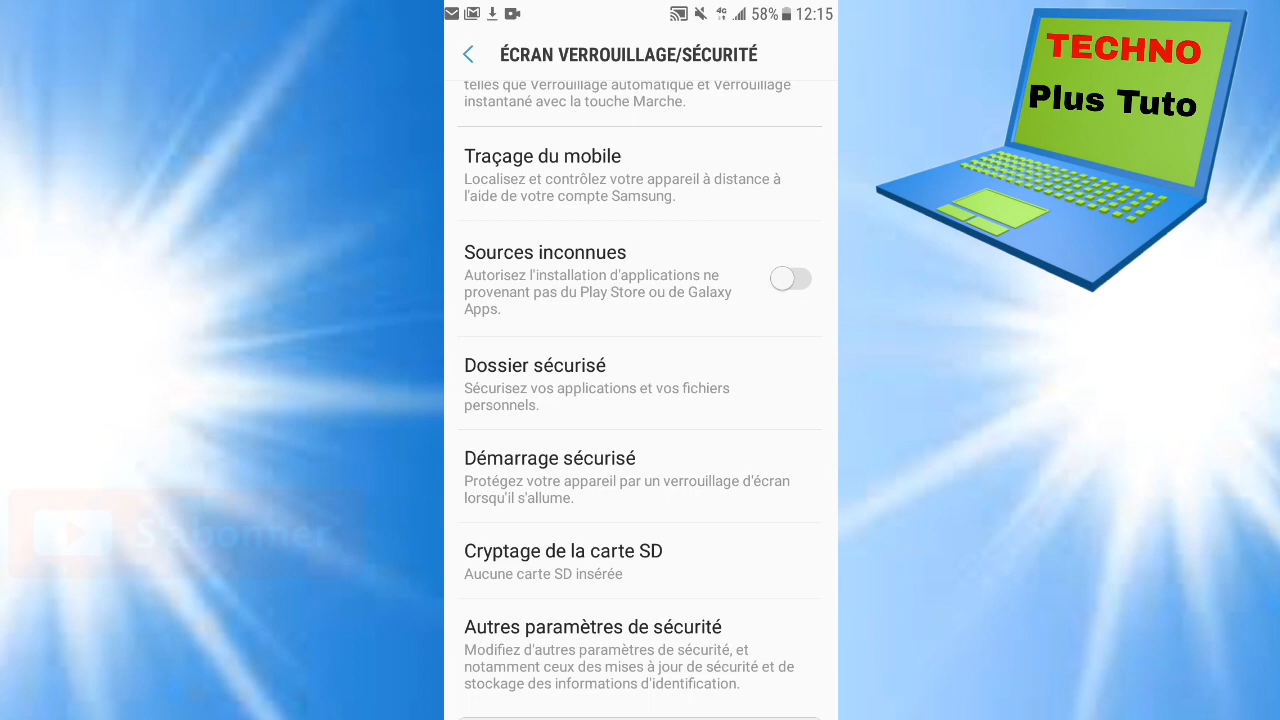 58% 12:15
ÉCRAN VERROUILLAGE/SÉCURITÉ
telles que Verrouillage automatique et Verrouillage
instantané avec la touche Marche.
Traçage du mobile
Localisez et contrôlez votre appareil à distance à
l'aide de votre compte Samsung.
Sources inconnues
Autorisez l'installation d'applications ne
provenant pas du Play Store ou de Galaxy
Apps.
Dossier sécurisé
Sécurisez vos applications et vos fichiers
personnels.
Démarrage sécurisé
Protégez votre appareil par un verrouillage d'écran
lorsqu'il s'allume.
Cryptage de la carte SD
Aucune carte SD insérée
Autres paramètres de sécurité
Modifiez d'autres paramètres de sécurité, et
notamment ceux des mises à jour de sécurité et de
stockage des informations d'identification.
TECHNO
Plus Tuto
S'abonner